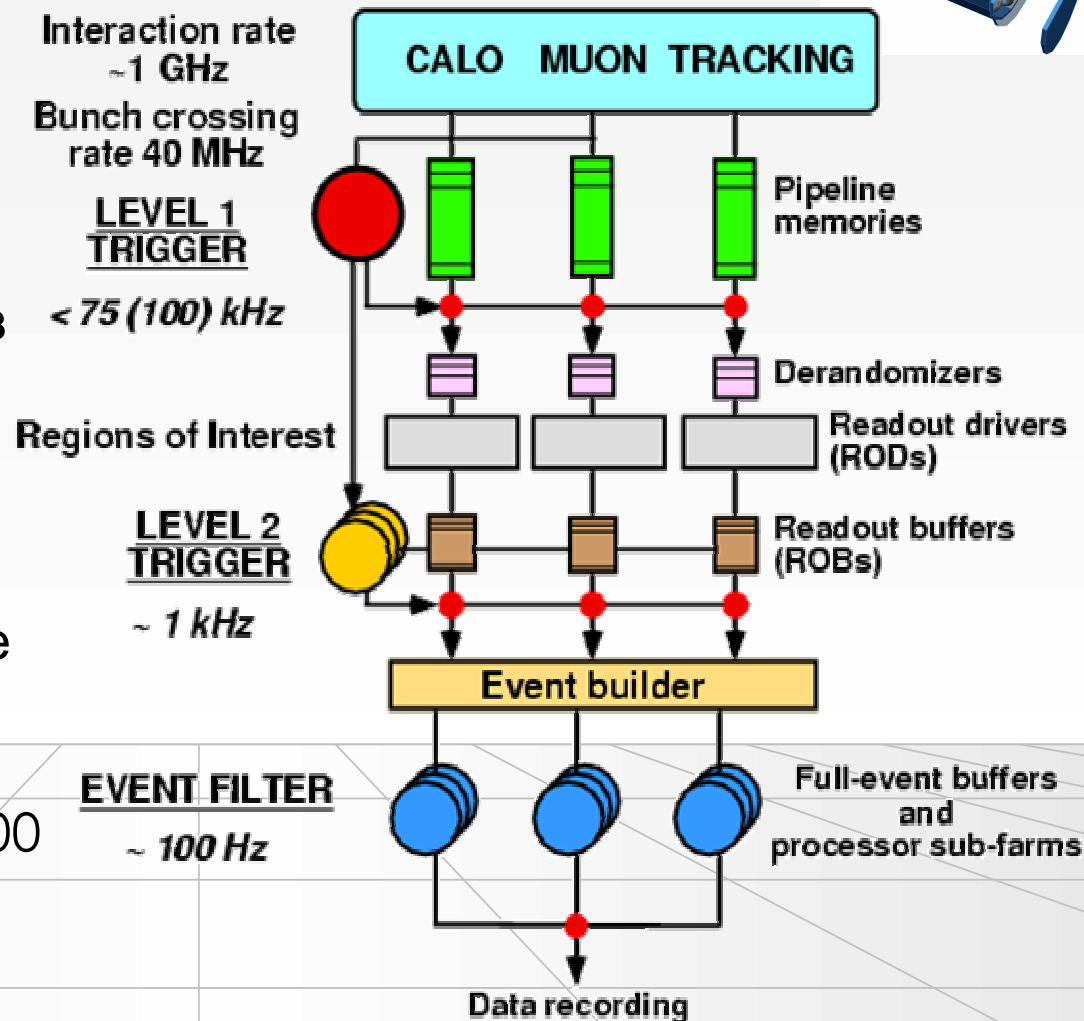 Interaction rate
~1 GHz
CALO MUON TRACKING
Bunch crossing
rate 40 MHz
Pipeline
memories
LEVEL 1
TRIGGER
< 75 (100) kHz
Derandomizers
Regions of Interest
Readout drivers
(RODs)
LEVEL 2
TRIGGER
Readout buffers
(ROBs)
~ 1 kHz
Event builder
EVENT FILTER
~ 100 Hz
Full-event buffers
and
processor sub-farms
Data recording